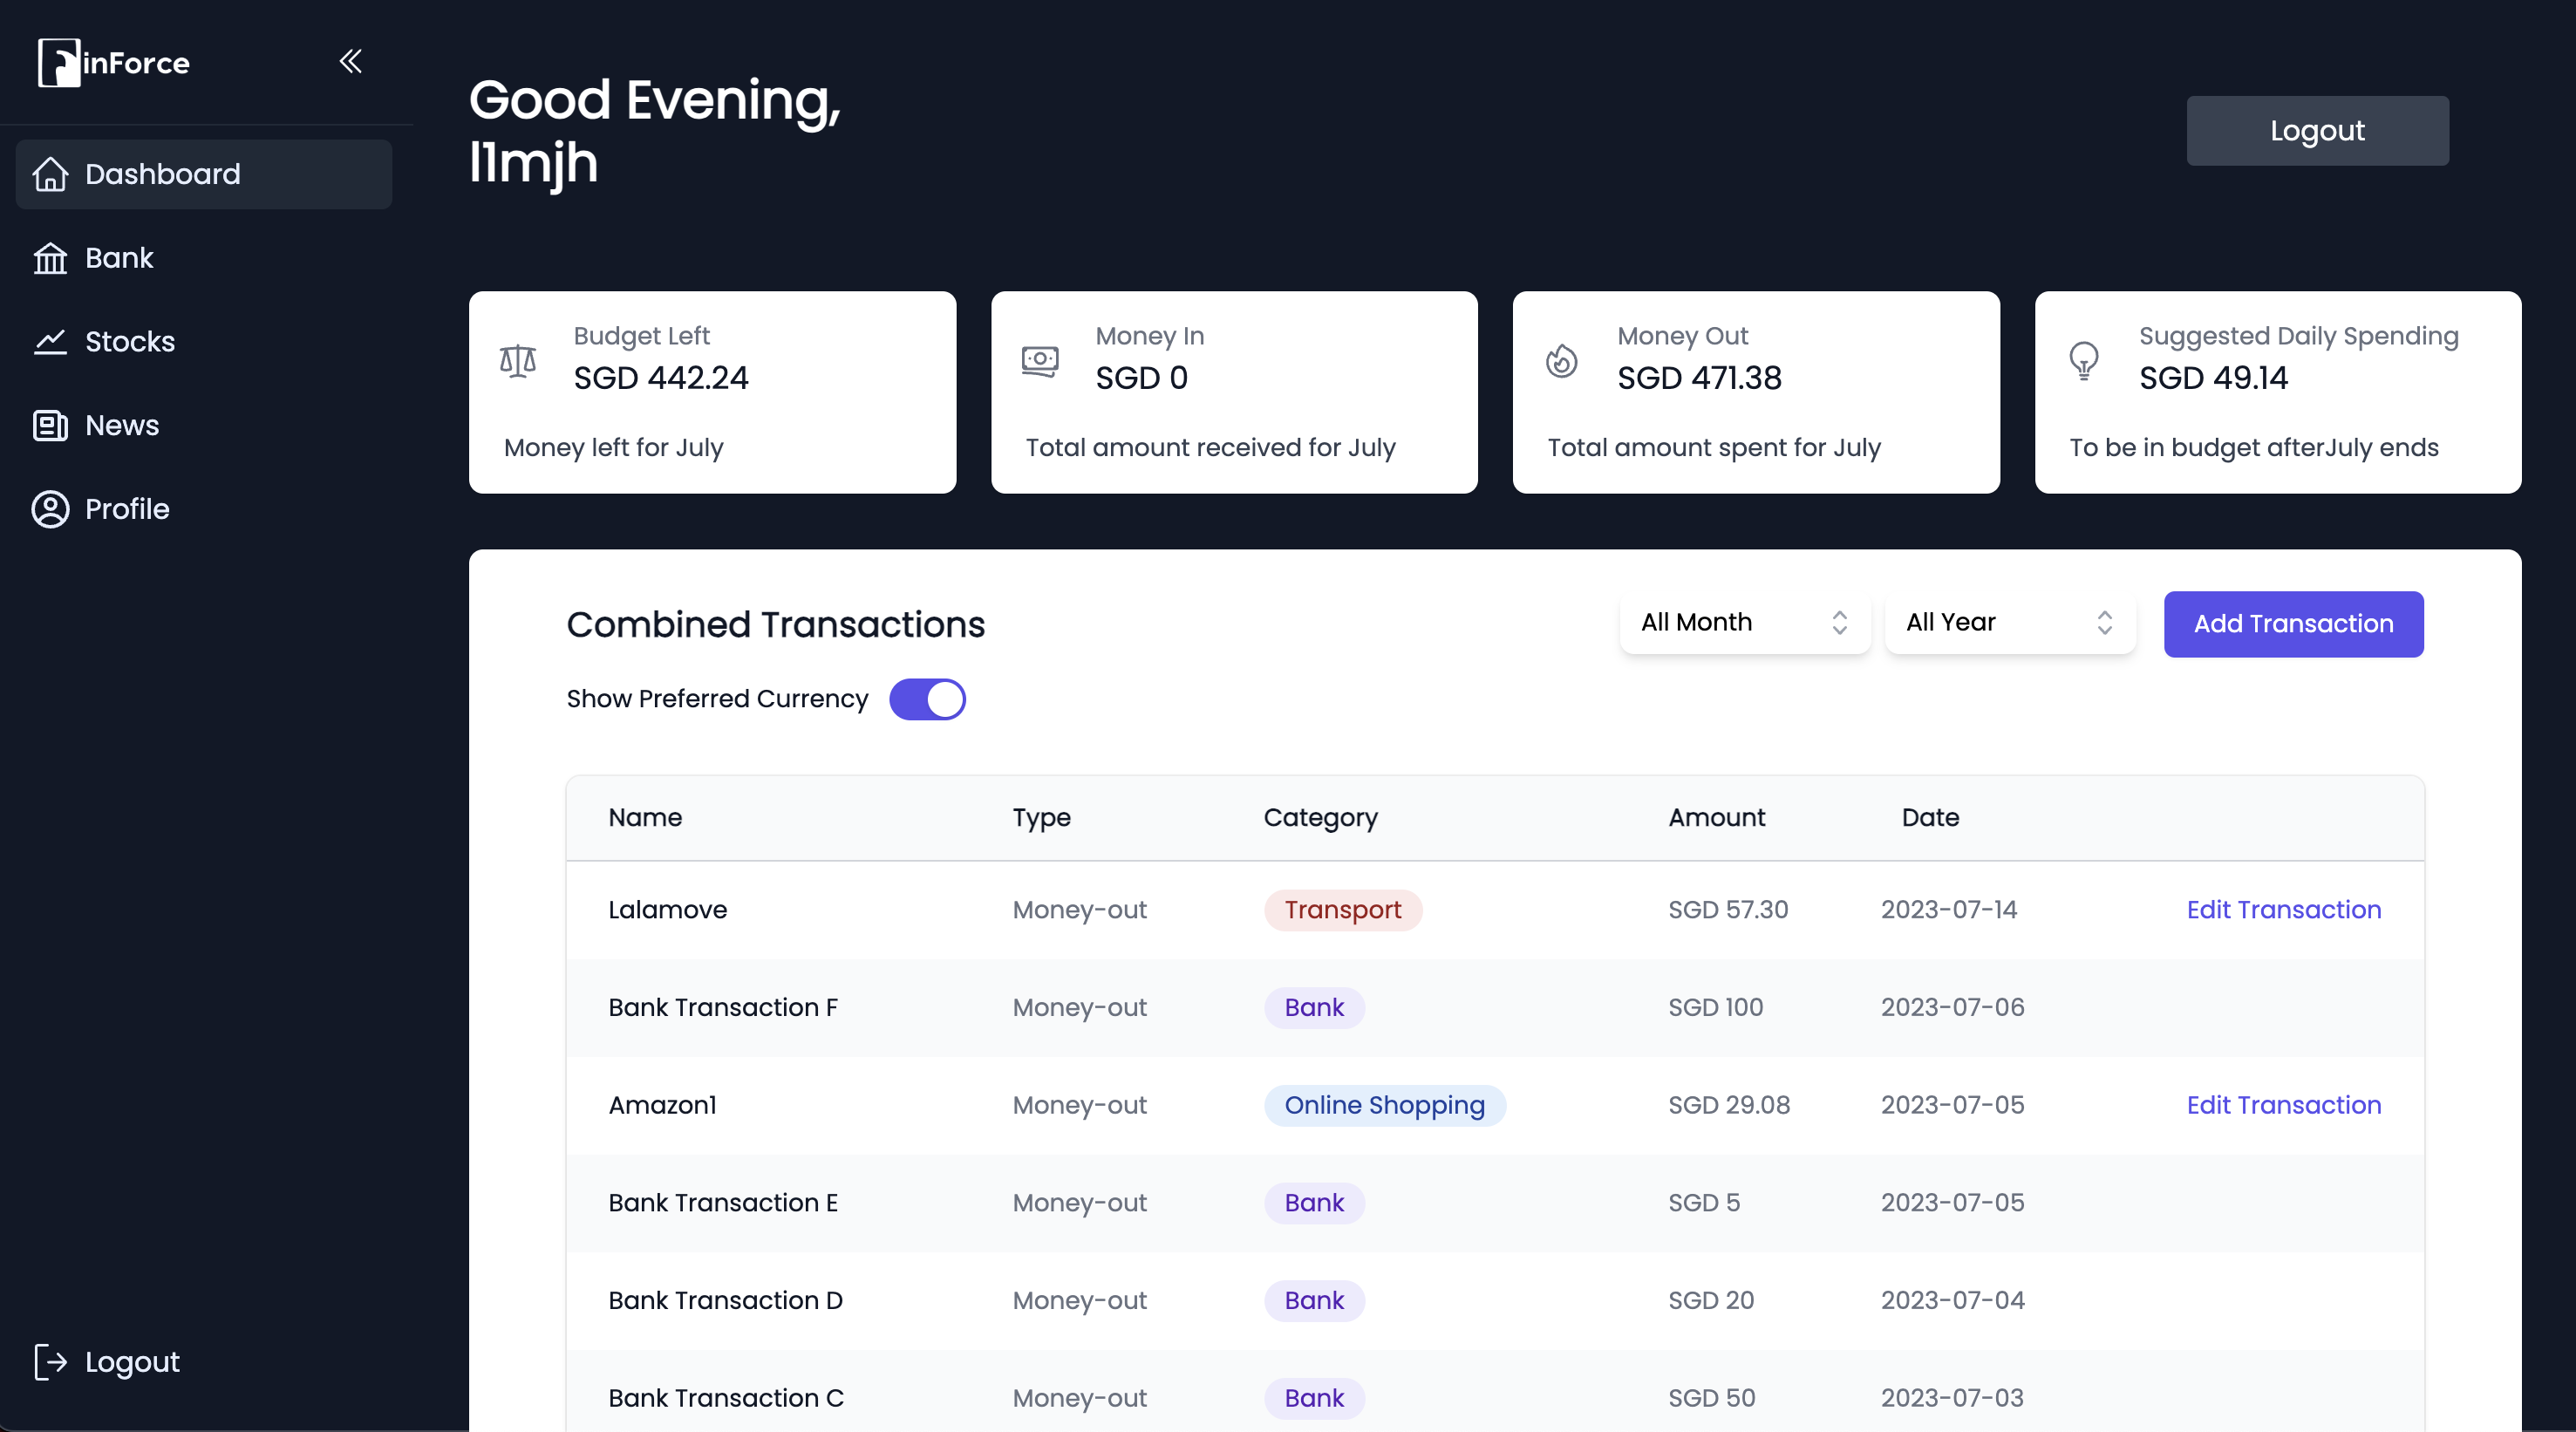 inForce
Dashboard
Bank
Stocks
News
Profile
Logout
Good Evening,
l1mjh
Logout
Budget Left
SGD 442.24
Money left for July
Money In
SGD 0
Total amount received for July
Money Out
SGD 471.38
Total amount spent for July
Suggested Daily Spending
SGD 49.14
To be in budget afterJuly ends
Combined Transactions
All Month
All Year
Add Transaction
Show Preferred Currency
Name Type Category Amount Date
Lalamove Money-out Transport SGD 57.30 2023-07-14 Edit Transaction
Bank Transaction F Money-out Bank SGD 100 2023-07-06
Amazon1 Money-out Online Shopping SGD 29.08 2023-07-05 Edit Transaction
Bank Transaction E Money-out Bank SGD 5 2023-07-05
Bank Transaction D Money-out Bank SGD 20 2023-07-04
Bank Transaction C Money-out Bank SGD 50 2023-07-03